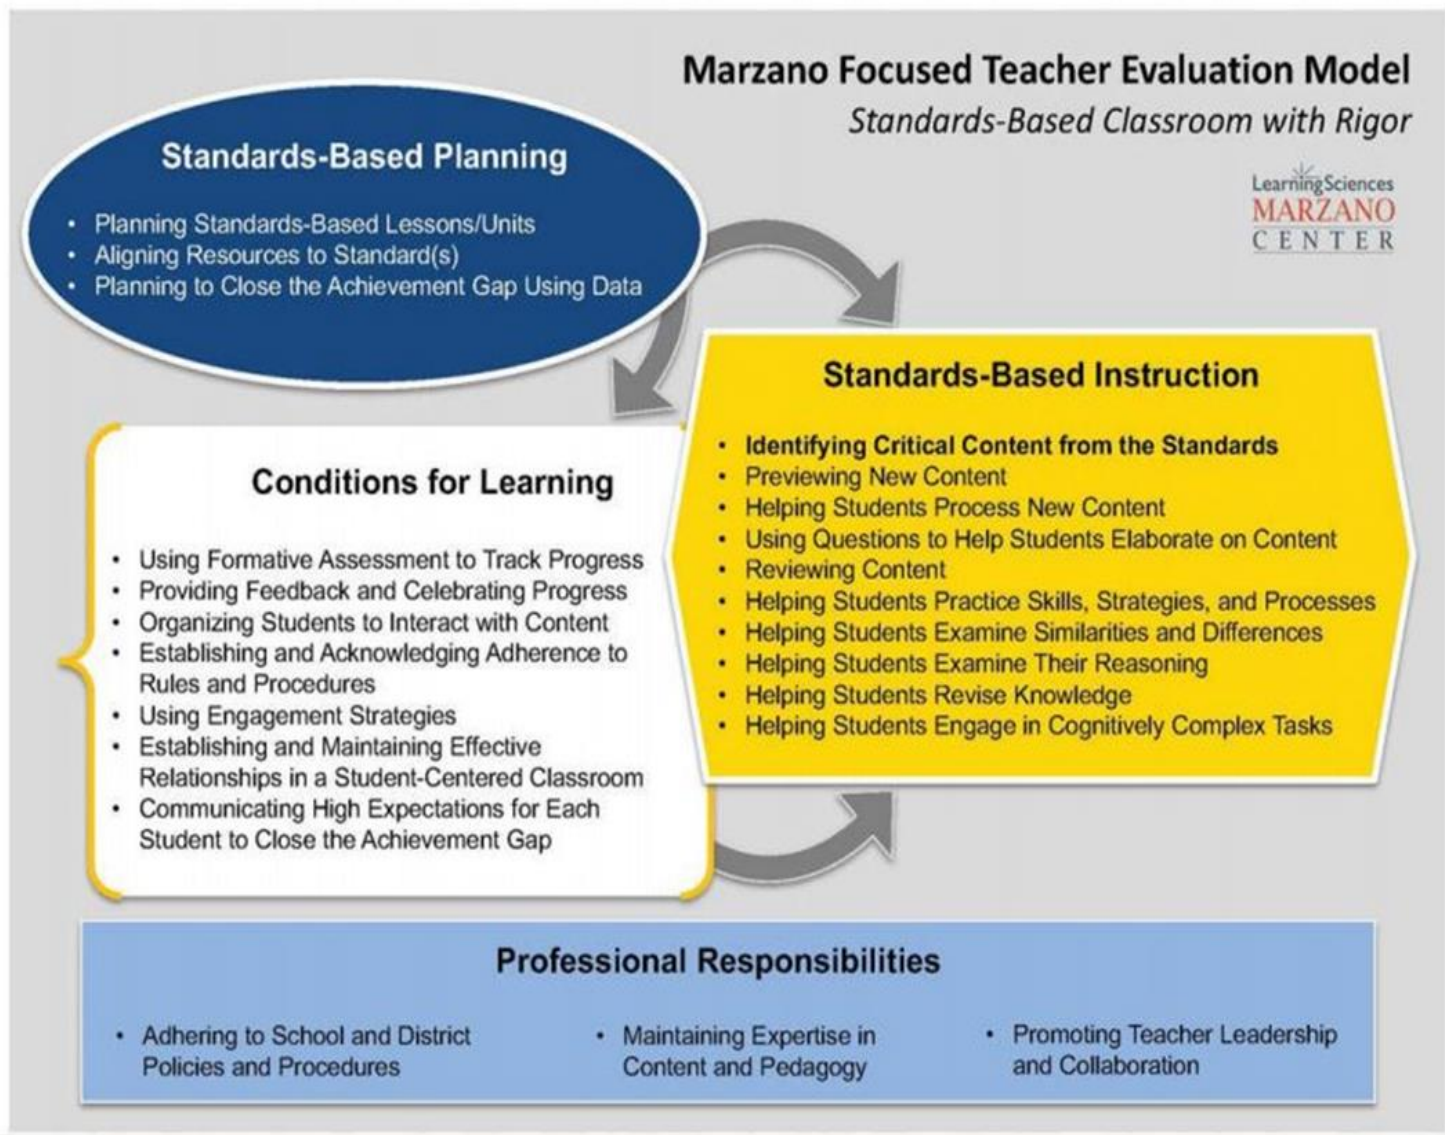 Marzano Focused Teacher Evaluation Model
Standards-Based Classroom with Rigor
LearningSciences
MARZANO
CENTER
Standards-Based Planning
• Planning Standards-Based Lessons/Units
• Aligning Resources to Standard(s)
• Planning to Close the Achievement Gap Using Data
Standards-Based Instruction
• Identifying Critical Content from the Standards
• Previewing New Content
• Helping Students Process New Content
• Using Questions to Help Students Elaborate on Content
• Reviewing Content
• Helping Students Practice Skills, Strategies, and Processes
• Helping Students Examine Similarities and Differences
• Helping Students Examine Their Reasoning
• Helping Students Revise Knowledge
• Helping Students Engage in Cognitively Complex Tasks
Conditions for Learning
• Using Formative Assessment to Track Progress
• Providing Feedback and Celebrating Progress
• Organizing Students to Interact with Content
• Establishing and Acknowledging Adherence to
Rules and Procedures
• Using Engagement Strategies
• Establishing and Maintaining Effective
Relationships in a Student-Centered Classroom
• Communicating High Expectations for Each
Student to Close the Achievement Gap
Professional Responsibilities
• Adhering to School and District
Policies and Procedures
• Maintaining Expertise in
Content and Pedagogy
• Promoting Teacher Leadership
and Collaboration